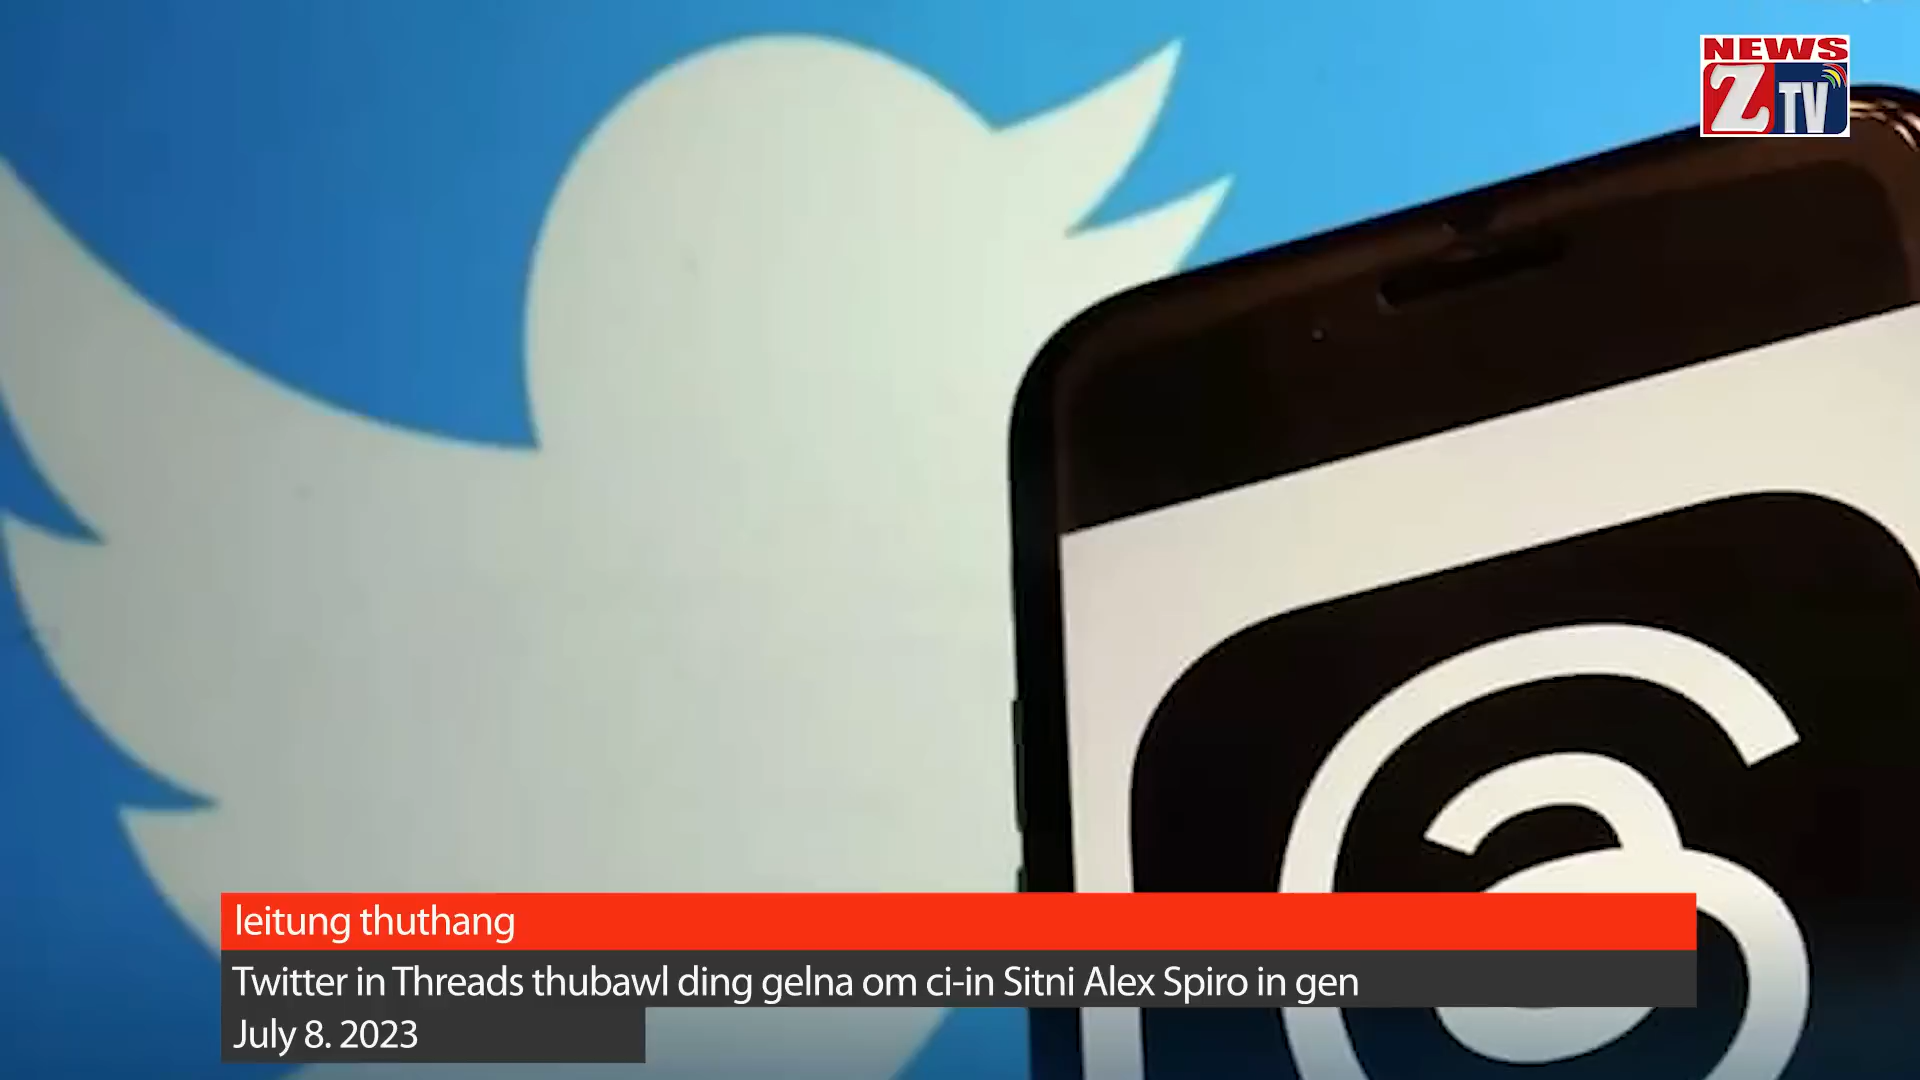 NEWS
Z TV
leitung thuthang
Twitter in Threads thubawl ding gelna om ci-in Sitni Alex Spiro in gen
July 8. 2023